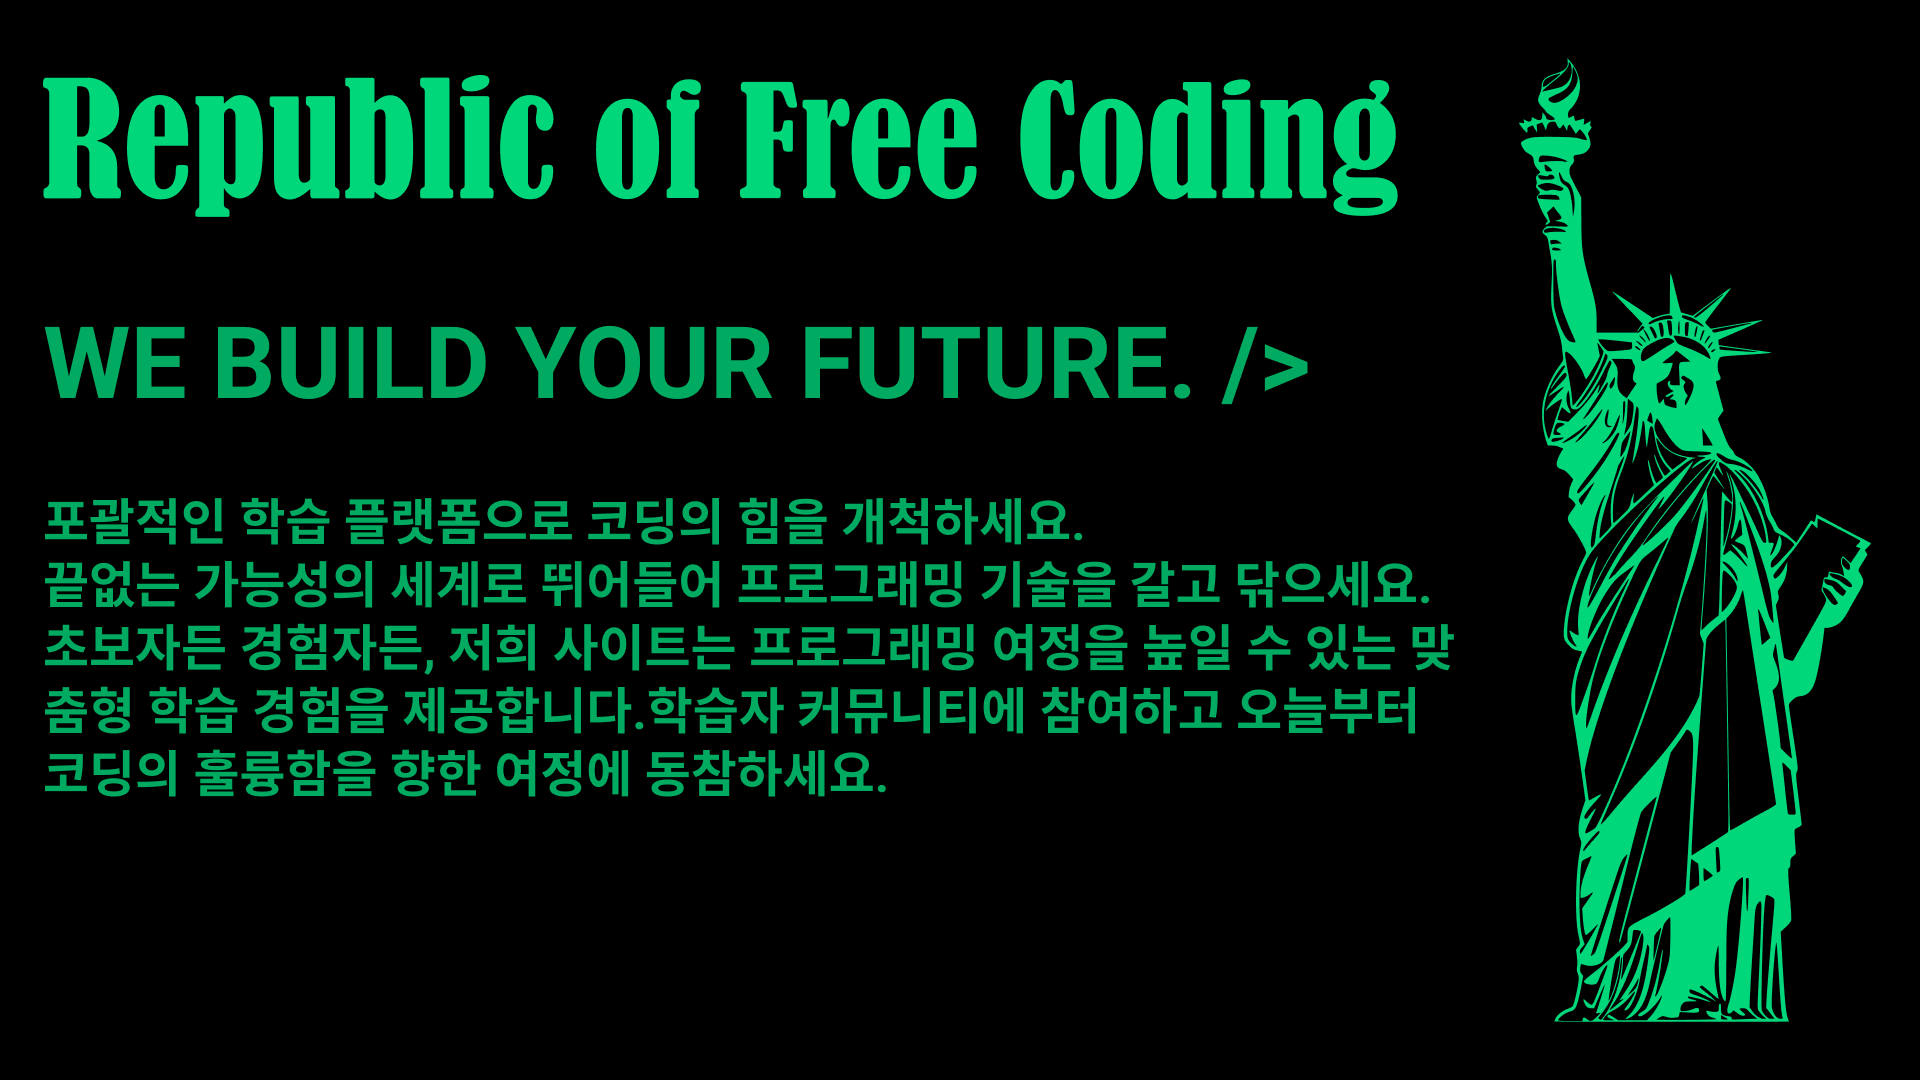 Republic of Free Coding
WE BUILD YOUR FUTURE. />
포괄적인 학습 플랫폼으로 코딩의 힘을 개척하세요.
끝없는 가능성의 세계로 뛰어들어 프로그래밍 기술을 갈고 닦으세요.
초보자든 경험자든, 저희 사이트는 프로그래밍 여정을 높일 수 있는 맞
춤형 학습 경험을 제공합니다.학습자 커뮤니티에 참여하고 오늘부터
코딩의 훌륭함을 향한 여정에 동참하세요.